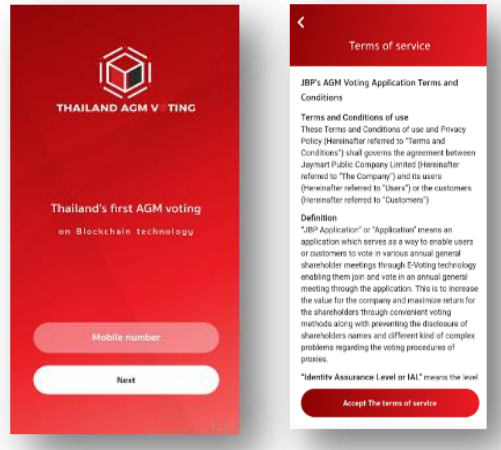 THAILAND AGM V TING
Thailand's first AGM voting
on Blockchain technology
Mobile number
Next
Terms of service
JBP's AGM Voting Application Terms and
Conditions
Terms and Conditions of use
These Terms and Conditions of use and Privacy
Policy (Hereinafter referred to "Terms and
Conditions") shall governs the agreement between
Jaymart Public Company Limited (Hereinafter
referred to "The Company") and its users
(Hereinafter referred to "Users") or the customers
(Hereinafter referred to "Customers")
Definition
"JBP Application" or "Application" means an
application which serves as a way to enable users
or customers to vote in various annual general
shareholder meetings through E-Voting technology
enabling them join and vote in an annual general
meeting through the application. This is to increase
the value for the company and maximize return for
the shareholders through convenient voting
methods along with preventing the disclosure of
shareholders names and different kind of complex
problems regarding the voting procedures of
proxies.
"Identity Assurance Level or IAL" means the level
Accept The terms of service